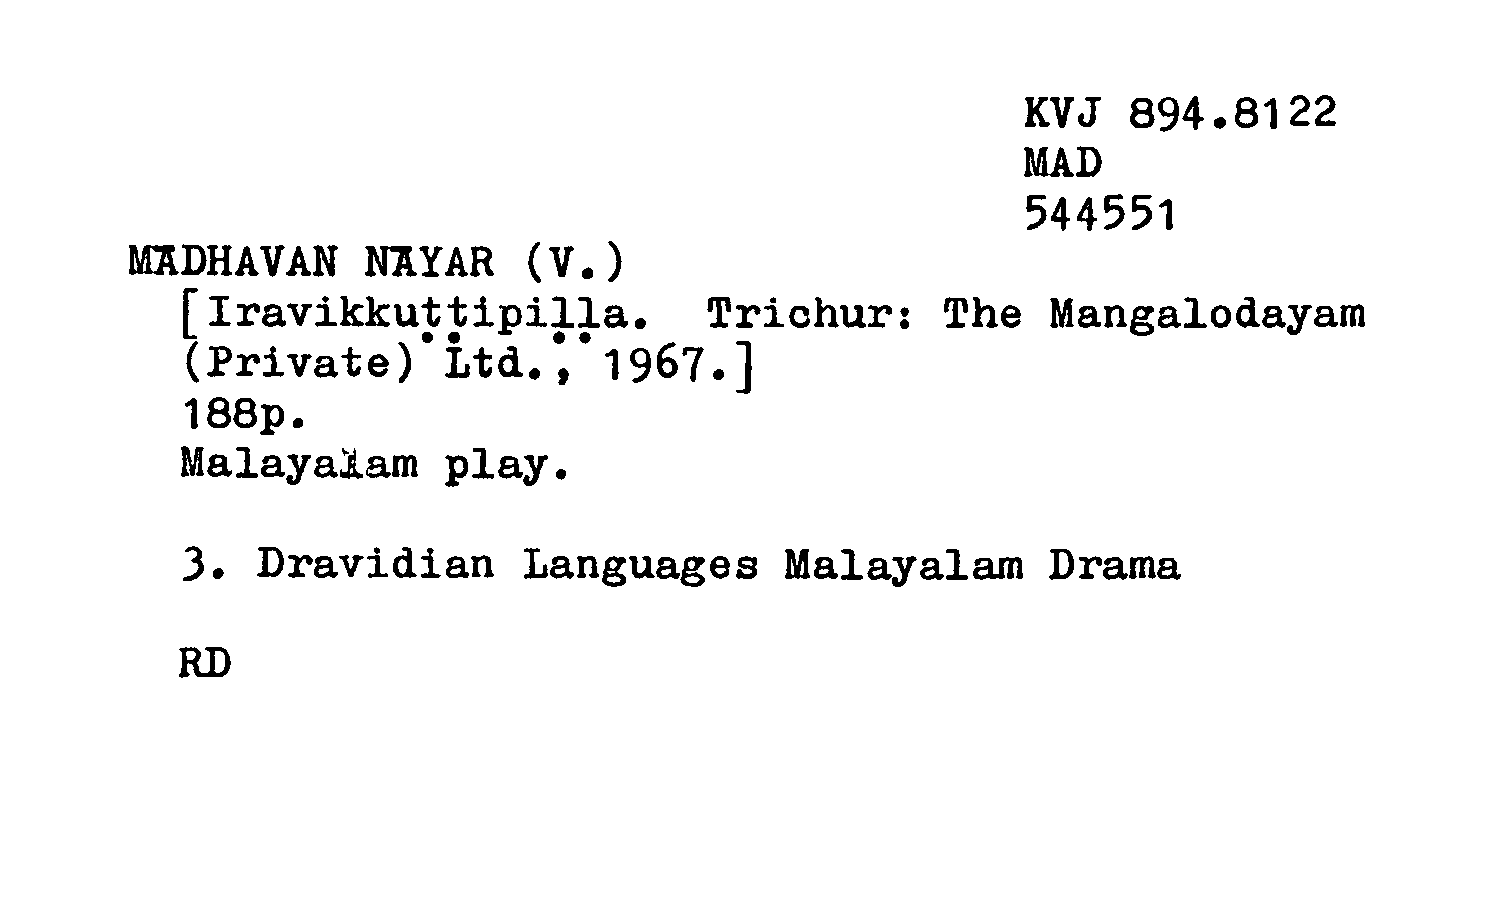 KVJ 894.8122
MAD
544551
MĀDHAVAN NĀYAR (V.)
[Iravikkuṭṭipiḷḷa. Trichur: The Mangalodayam
(Private) Ltd., 1967.]
188p.
Malayalam play.
3. Dravidian Languages Malayalam Drama
RD